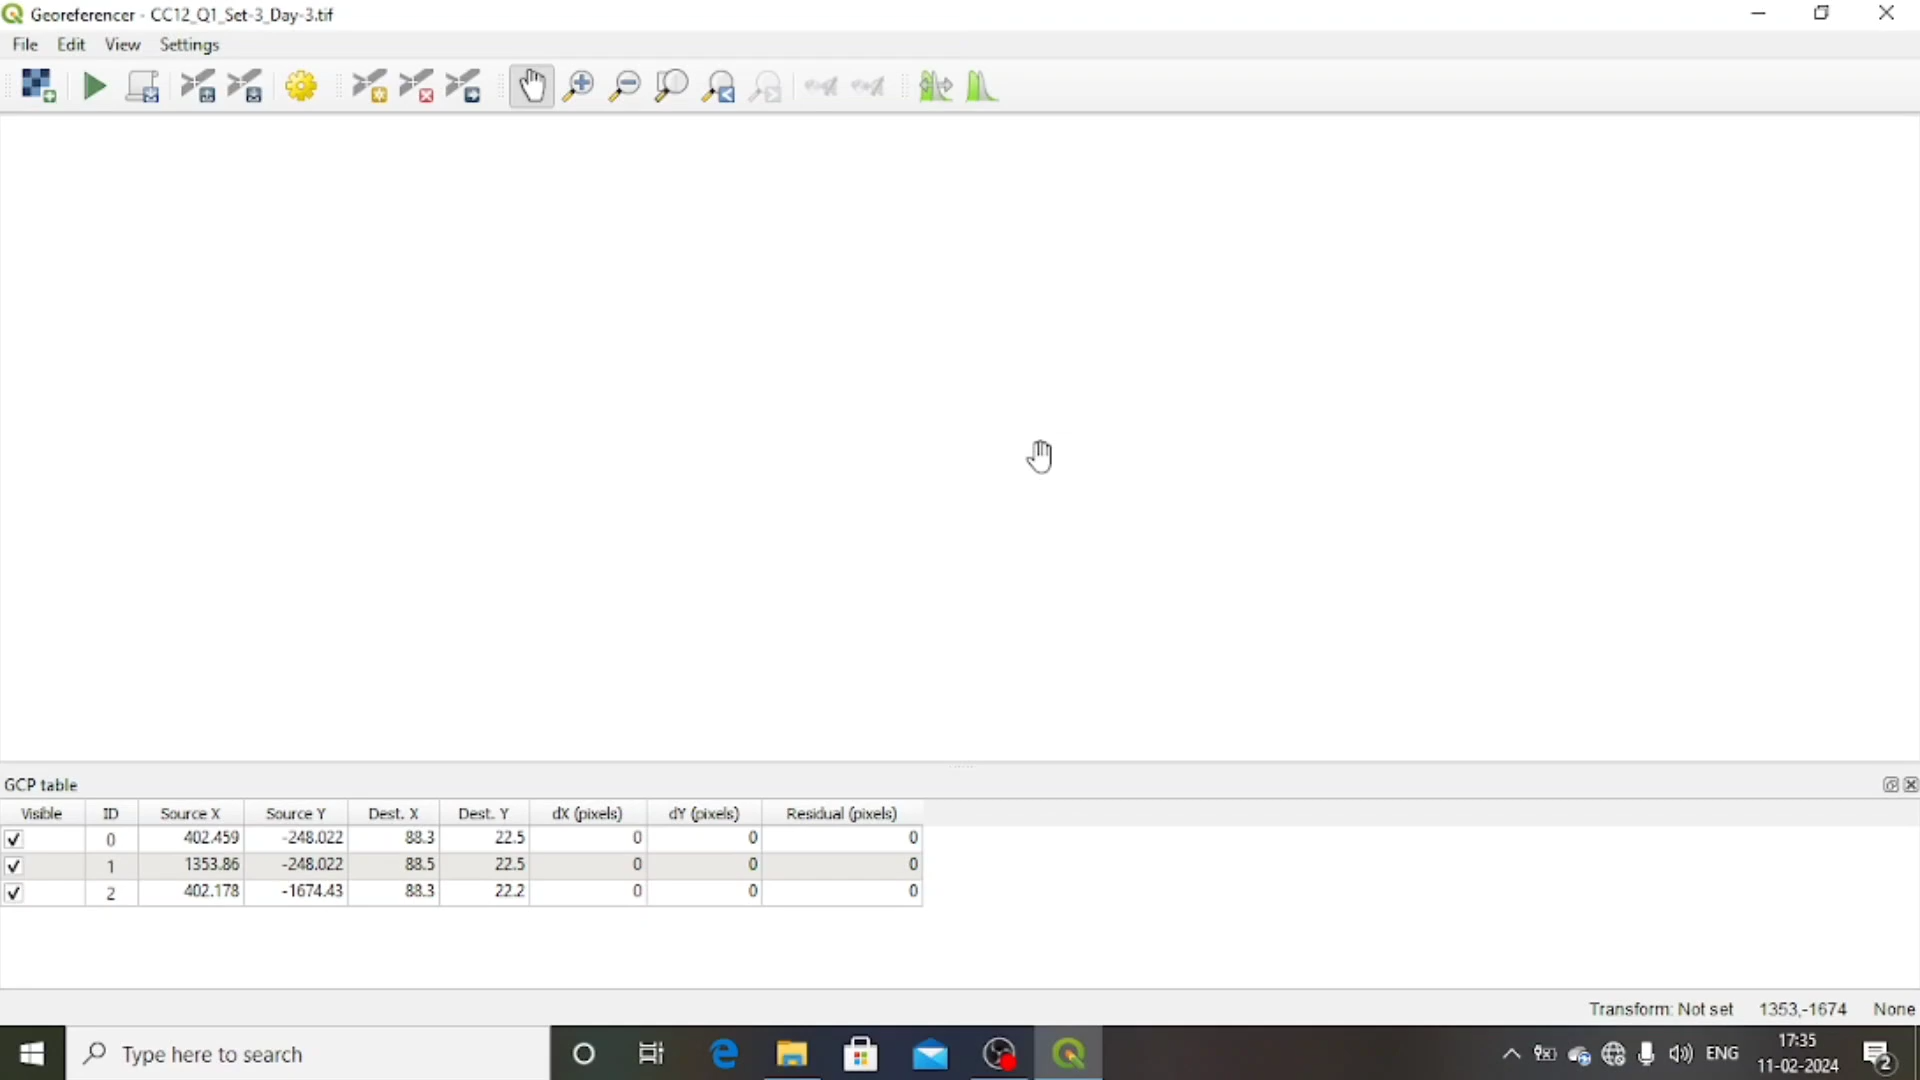 Georeferencer - CC12_Q1_Set-3_Day-3.tif
File Edit View Settings
GCP table
Visible ID Source X Source Y Dest. X Dest. Y dX (pixels) dY (pixels) Residual (pixels)
0 402.459 -248.022 88.3 22.5 0 0 0
1 1353.86 -248.022 88.5 22.5 0 0 0
2 402.178 -1674.43 88.3 22.2 0 0 0
Transform: Not set 1353,-1674 None
Type here to search
ENG
17:35
11-02-2024
2